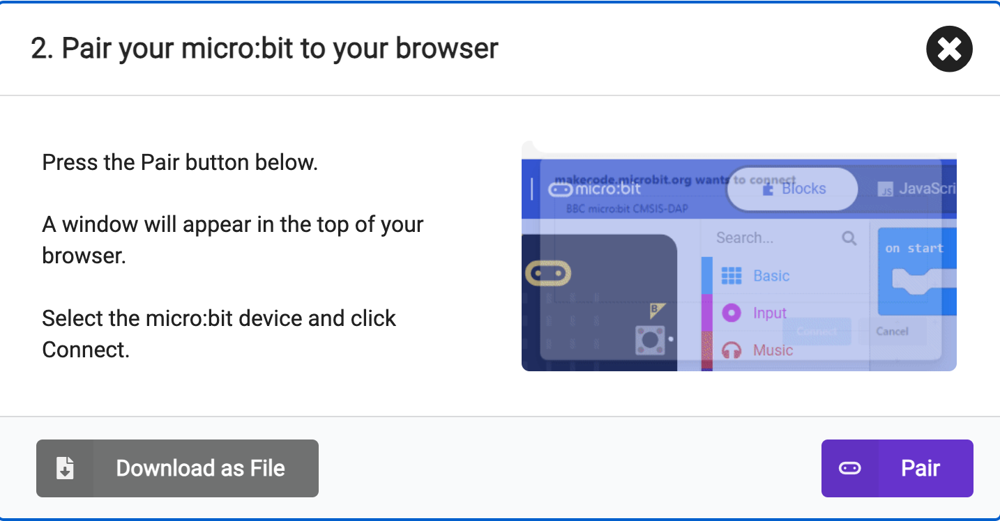 2. Pair your micro:bit to your browser
Press the Pair button below.
A window will appear in the top of your
browser.
Select the micro:bit device and click
Connect.
makecode.microbit.org wants to connect
micro:bit
Blocks
JS JavaScri
BBC micro:bit CMSIS-DAP
Search...
on start
Basic
B
Input
Connect
Cancel
Music
Download as File
Pair